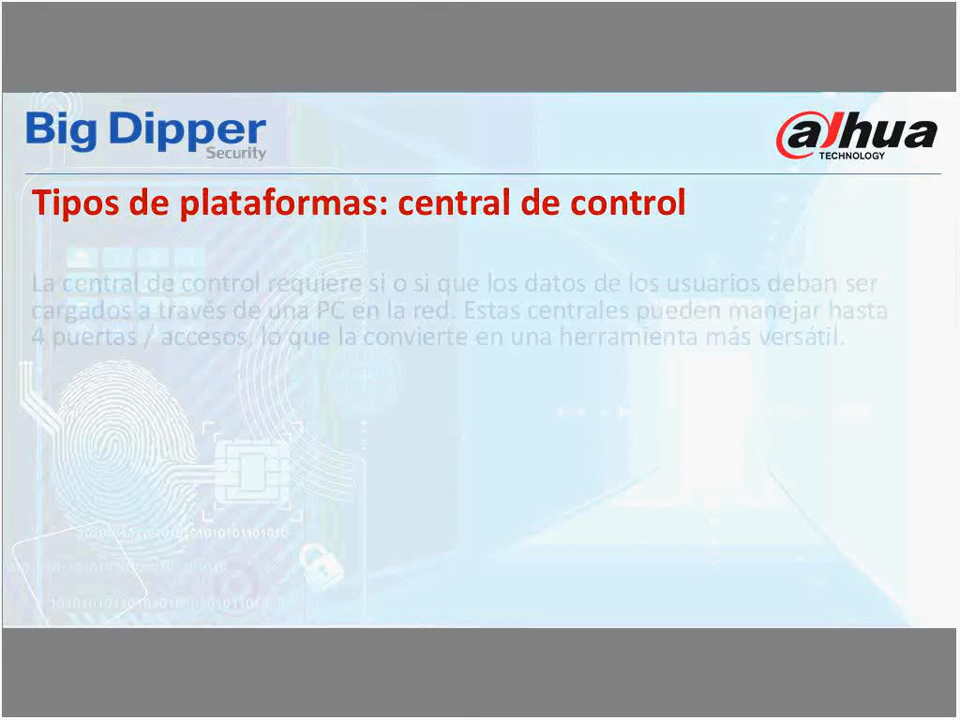 Big Dipper
Security
alhua
TECHNOLOGY
Tipos de plataformas: central de control
La central de control requiere si o si que los datos de los usuarios deban ser
cargados a través de una PC en la red. Estas centrales pueden manejar hasta
4 puertas / accesos, lo que la convierte en una herramienta más versátil.